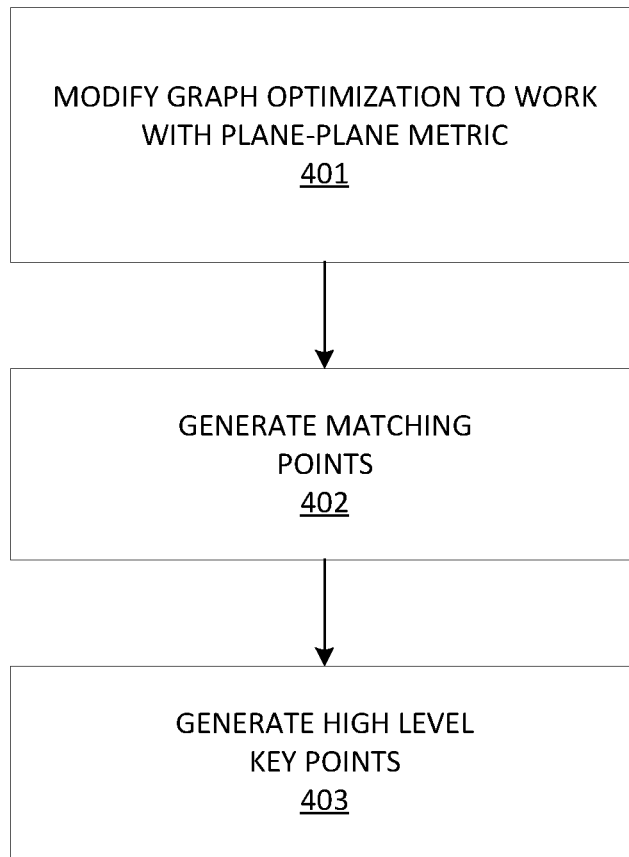 MODIFY GRAPH OPTIMIZATION TO WORK
WITH PLANE-PLANE METRIC
401
GENERATE MATCHING
POINTS
402
GENERATE HIGH LEVEL
KEY POINTS
403